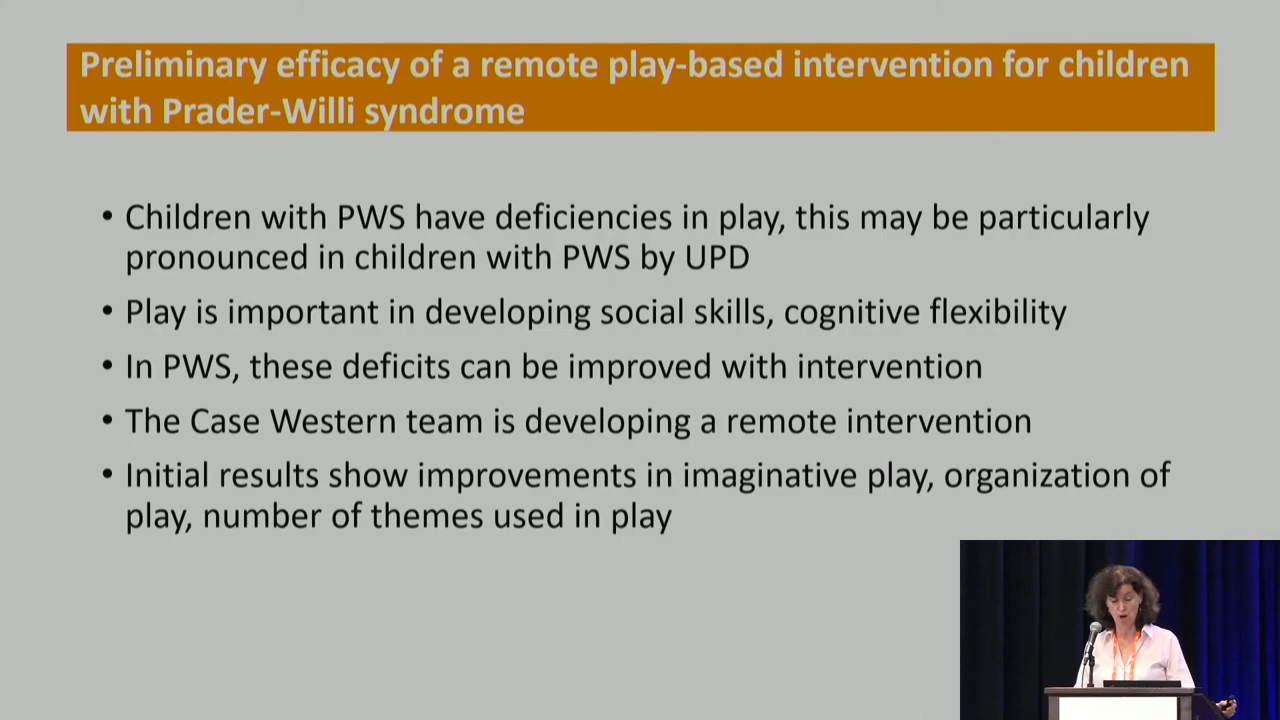 Preliminary efficacy of a remote play-based intervention for children
with Prader-Willi syndrome
• Children with PWS have deficiencies in play, this may be particularly
pronounced in children with PWS by UPD
• Play is important in developing social skills, cognitive flexibility
• In PWS, these deficits can be improved with intervention
• The Case Western team is developing a remote intervention
• Initial results show improvements in imaginative play, organization of
play, number of themes used in play